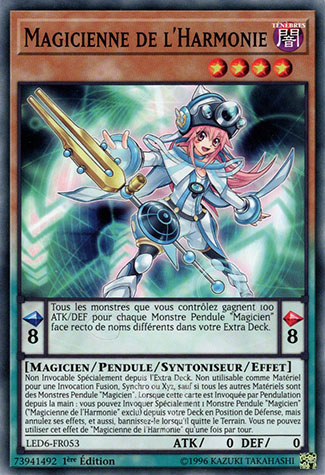 Magicienne de l'Harmonie
TÉNÈBRES
闇
Tous les monstres que vous contrôlez gagnent 100
ATK/DEF pour chaque Monstre Pendule "Magicien"
face recto de noms différents dans votre Extra Deck.
8
8
[Magicien/Pendule/Syntoniseur/Effet]
Non Invocable Spécialement depuis l'Extra Deck. Non utilisable comme Matériel
pour une Invocation Fusion, Synchro ou Xyz, sauf si tous les autres Matériels sont
des Monstres Pendule "Magicien". Lorsque cette carte est Invoquée par Pendulation
depuis la main : vous pouvez Invoquer Spécialement 1 Monstre Pendule "Magicien"
("Magicienne de l'Harmonie" exclu) depuis votre Deck en Position de Défense, mais
annulez ses effets, et aussi, bannissez-le lorsqu'il quitte le Terrain. Vous ne pouvez
utiliser cet effet de "Magicienne de l'Harmonie" qu'une fois par tour.
LED6-FR053
ATK/ 0 DEF/ 0
73941492 1ère Édition
©1996 KAZUKI TAKAHASHI